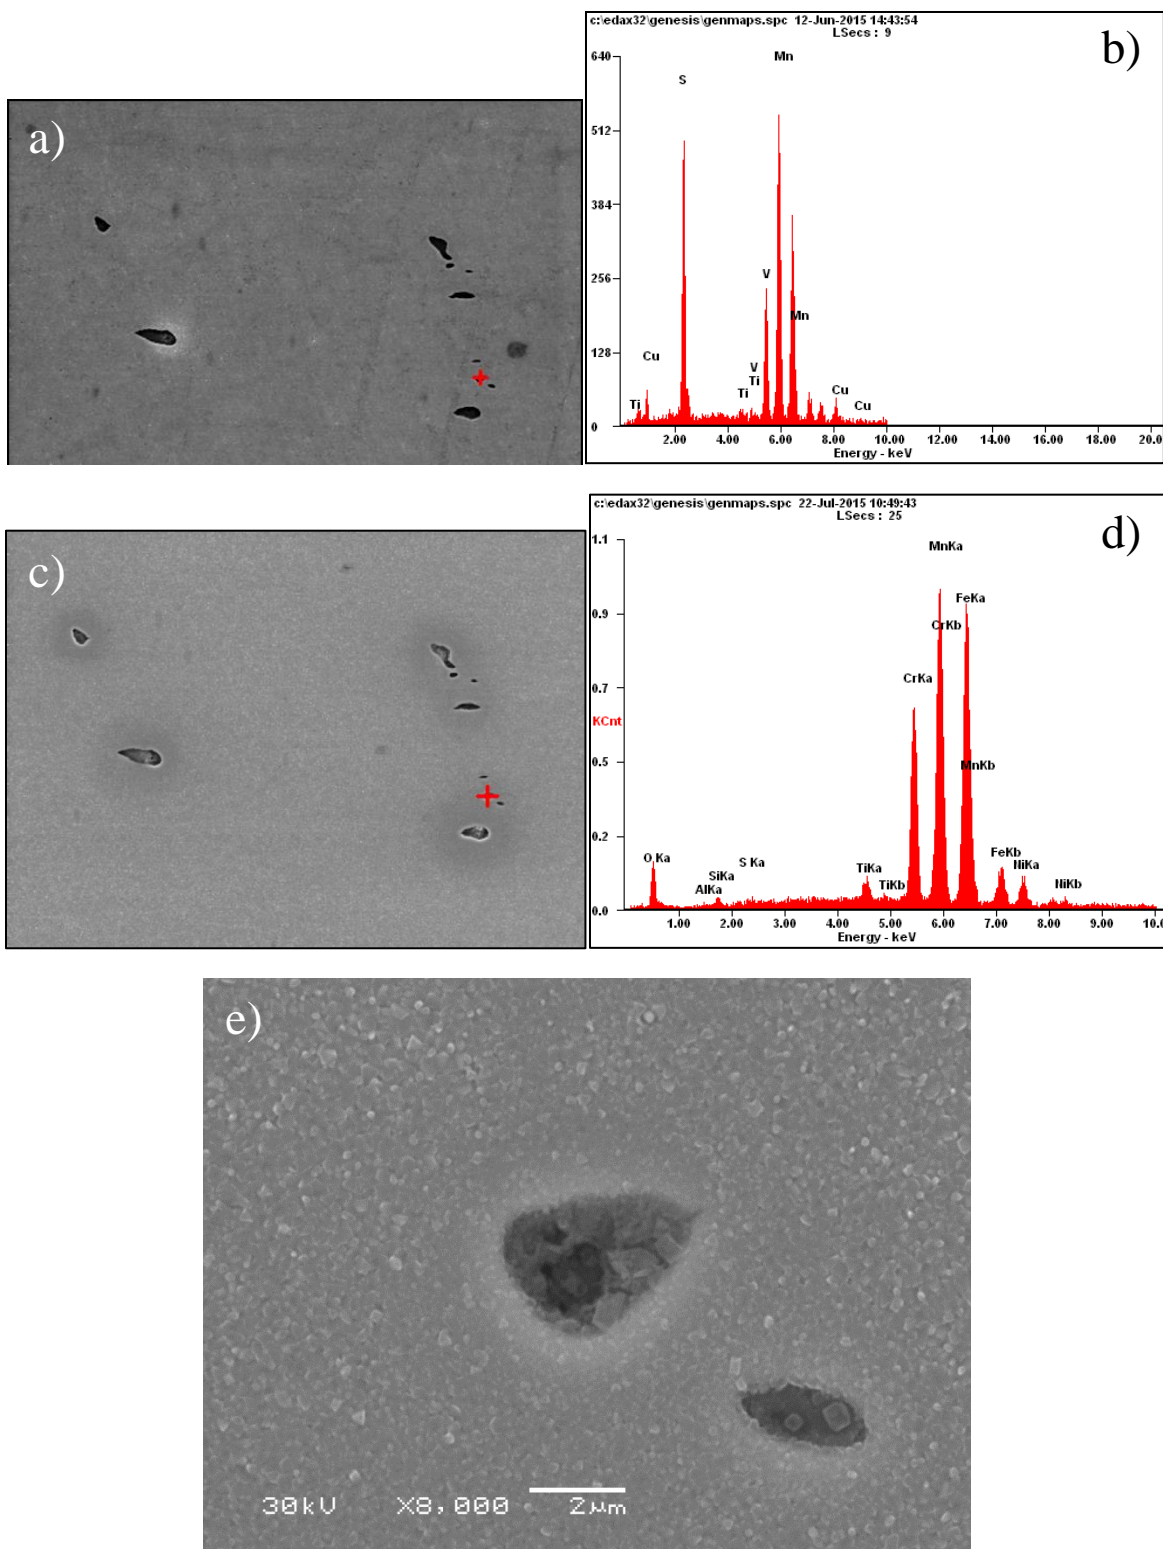 a)
c:\edax32\genesis\genmaps.spc 12-Jun-2015 14:43:54
LSecs : 9
b)
640
512
384
256
128
0
S
Mn
V
Mn
Cu
V
Ti
Ti
Ti
Cu
Cu
2.00 4.00 6.00 8.00 10.00 12.00 14.00 16.00 18.00 20.0
Energy - keV
c)
c:\edax32\genesis\genmaps.spc 22-Jul-2015 10:49:43
LSecs : 25
d)
1.1
0.9
0.7
KCnt
0.5
0.2
0.0
MnKa
FeKa
CrKb
CrKa
MnKb
O Ka
S Ka
SiKa
AlKa
TiKa
TiKb
FeKb
NiKa
NiKb
1.00 2.00 3.00 4.00 5.00 6.00 7.00 8.00 9.00 10.0
Energy - keV
e)
30kV X8,000 2μm